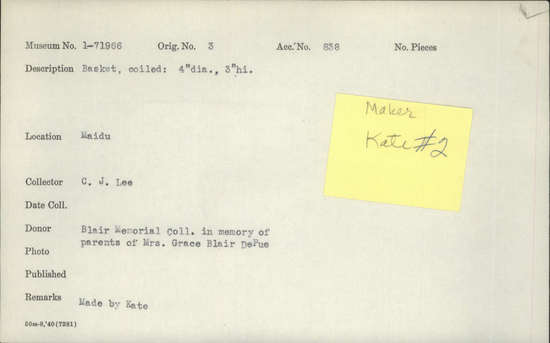 Museum No. 1-71966 Orig. No. 3 Acc. No. 838 No. Pieces
Description Basket, coiled: 4"dia., 3"hi.
Maker
Kate #2
Location Maidu
Collector C. J. Lee
Date Coll.
Donor Blair Memorial Coll. in memory of
parents of Mrs. Grace Blair DePue
Photo
Published
Remarks Made by Kate
50m-8,'40(7381)